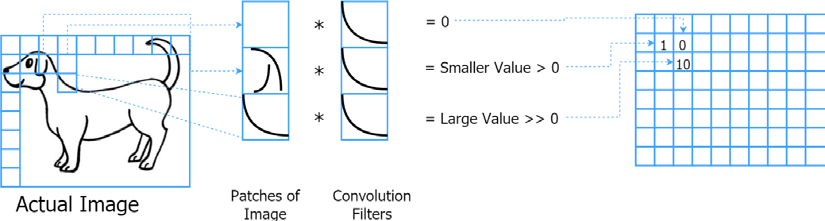 * = 0
1 0
* = Smaller Value > 0
10
* = Large Value >> 0
Actual Image
Patches of
Image
Convolution
Filters